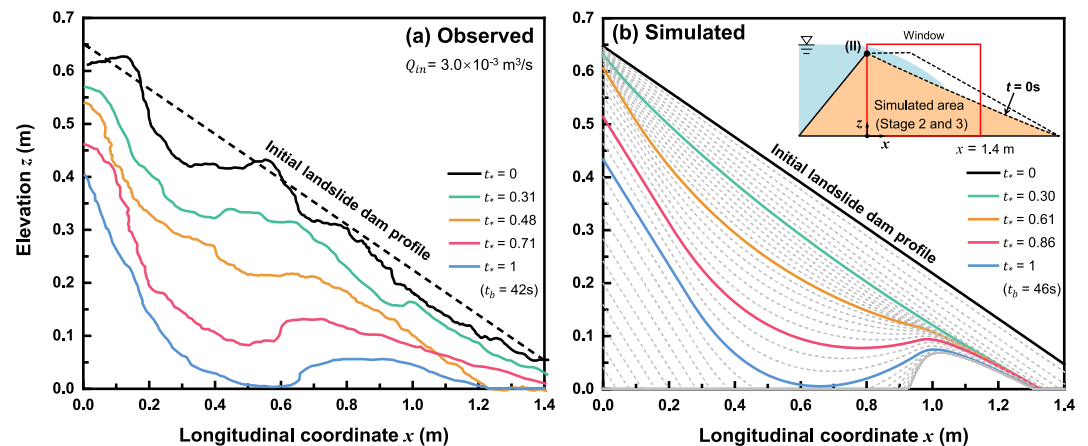 (a) Observed
Q_in = 3.0×10⁻³ m³/s
Initial landslide dam profile
t* = 0
t* = 0.31
t* = 0.48
t* = 0.71
t* = 1
(t_b = 42s)
Elevation z (m)
0.7
0.6
0.5
0.4
0.3
0.2
0.1
0.0
0.0 0.2 0.4 0.6 0.8 1.0 1.2 1.4
Longitudinal coordinate x (m)
(b) Simulated
(II)
Window
t = 0s
Simulated area
(Stage 2 and 3)
z
x
x = 1.4 m
Initial landslide dam profile
t* = 0
t* = 0.30
t* = 0.61
t* = 0.86
t* = 1
(t_b = 46s)
0.7
0.6
0.5
0.4
0.3
0.2
0.1
0.0
0.0 0.2 0.4 0.6 0.8 1.0 1.2 1.4
Longitudinal coordinate x (m)